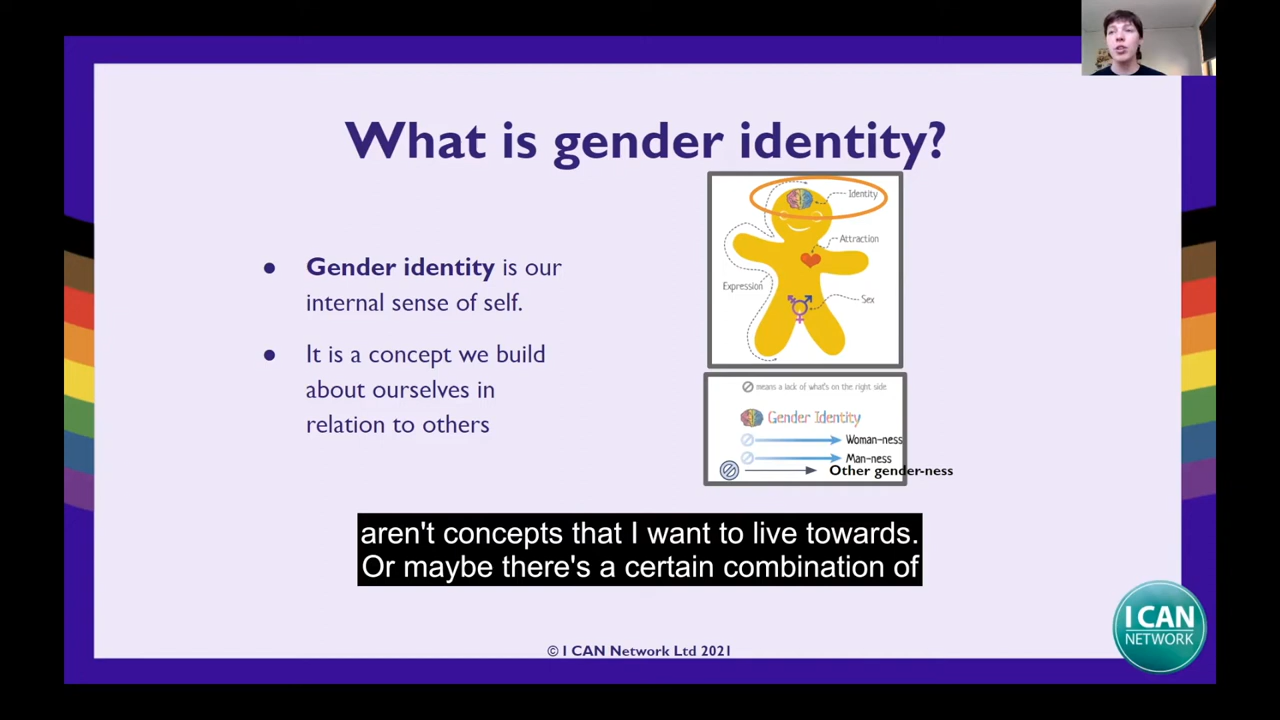 What is gender identity?
● Gender identity is our
internal sense of self.
● It is a concept we build
about ourselves in
relation to others
Identity
Attraction
Expression
Sex
means a lack of what's on the right side
Gender Identity
Woman-ness
Man-ness
Other gender-ness
aren't concepts that I want to live towards.
Or maybe there's a certain combination of
© I CAN Network Ltd 2021
I CAN
NETWORK